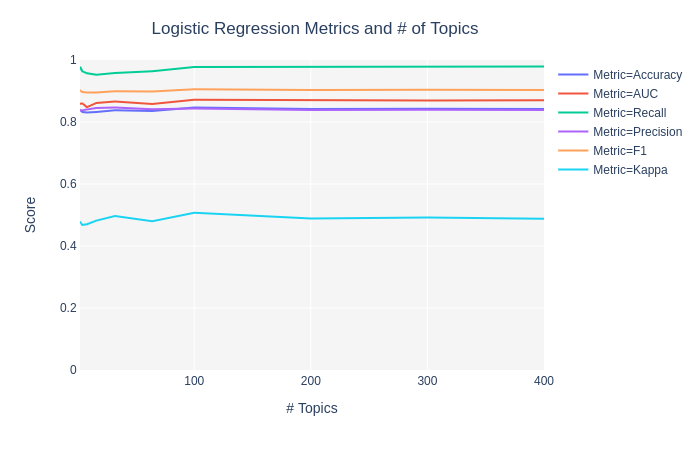 Logistic Regression Metrics and # of Topics
1
0.8
0.6
0.4
0.2
0
Score
100
200
300
400
# Topics
Metric=Accuracy
Metric=AUC
Metric=Recall
Metric=Precision
Metric=F1
Metric=Kappa